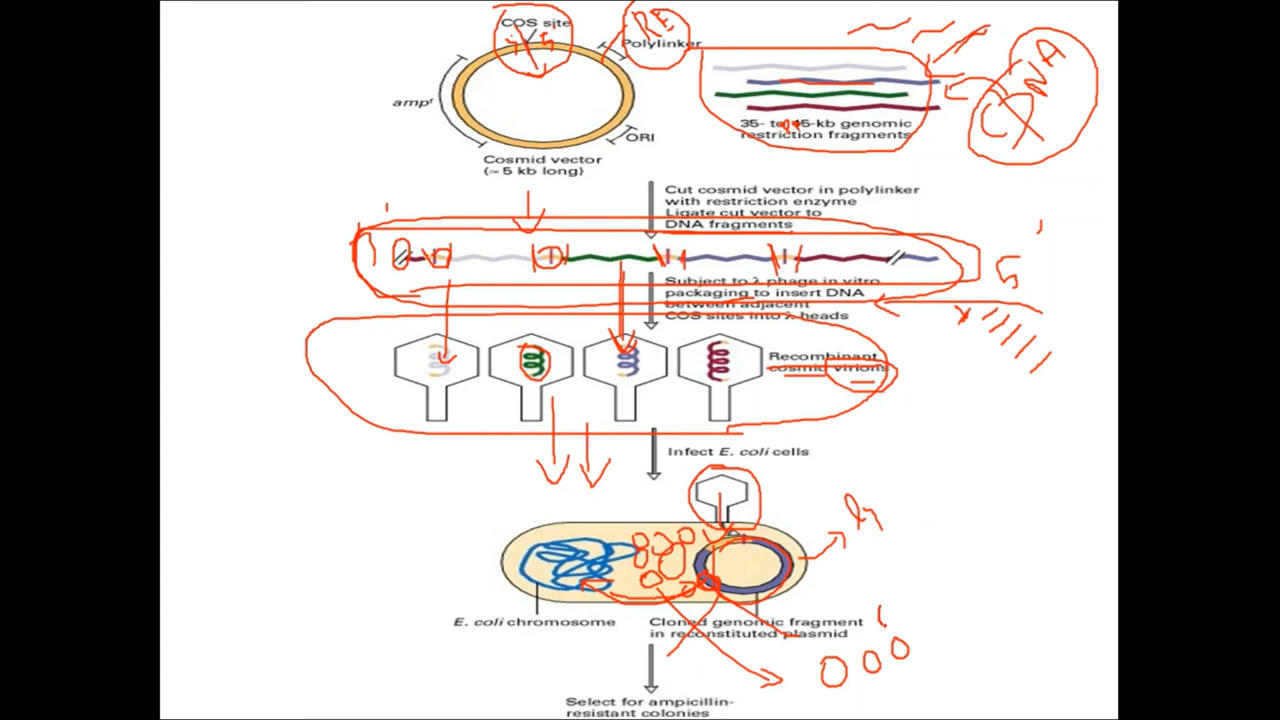 COS site
RE
Polylinker
DNA
ampʳ
35- to 45-kb genomic
restriction fragments
ORI
Cosmid vector
(≃ 5 kb long)
Cut cosmid vector in polylinker
with restriction enzyme
Ligate cut vector to
DNA fragments
Subject to λ phage in vitro
packaging to insert DNA
between adjacent
COS sites into λ heads
Recombinant
cosmic virions
Infect E. coli cells
E. coli chromosome
Cloned genomic fragment
in reconstituted plasmid
Select for ampicillin-
resistant colonies